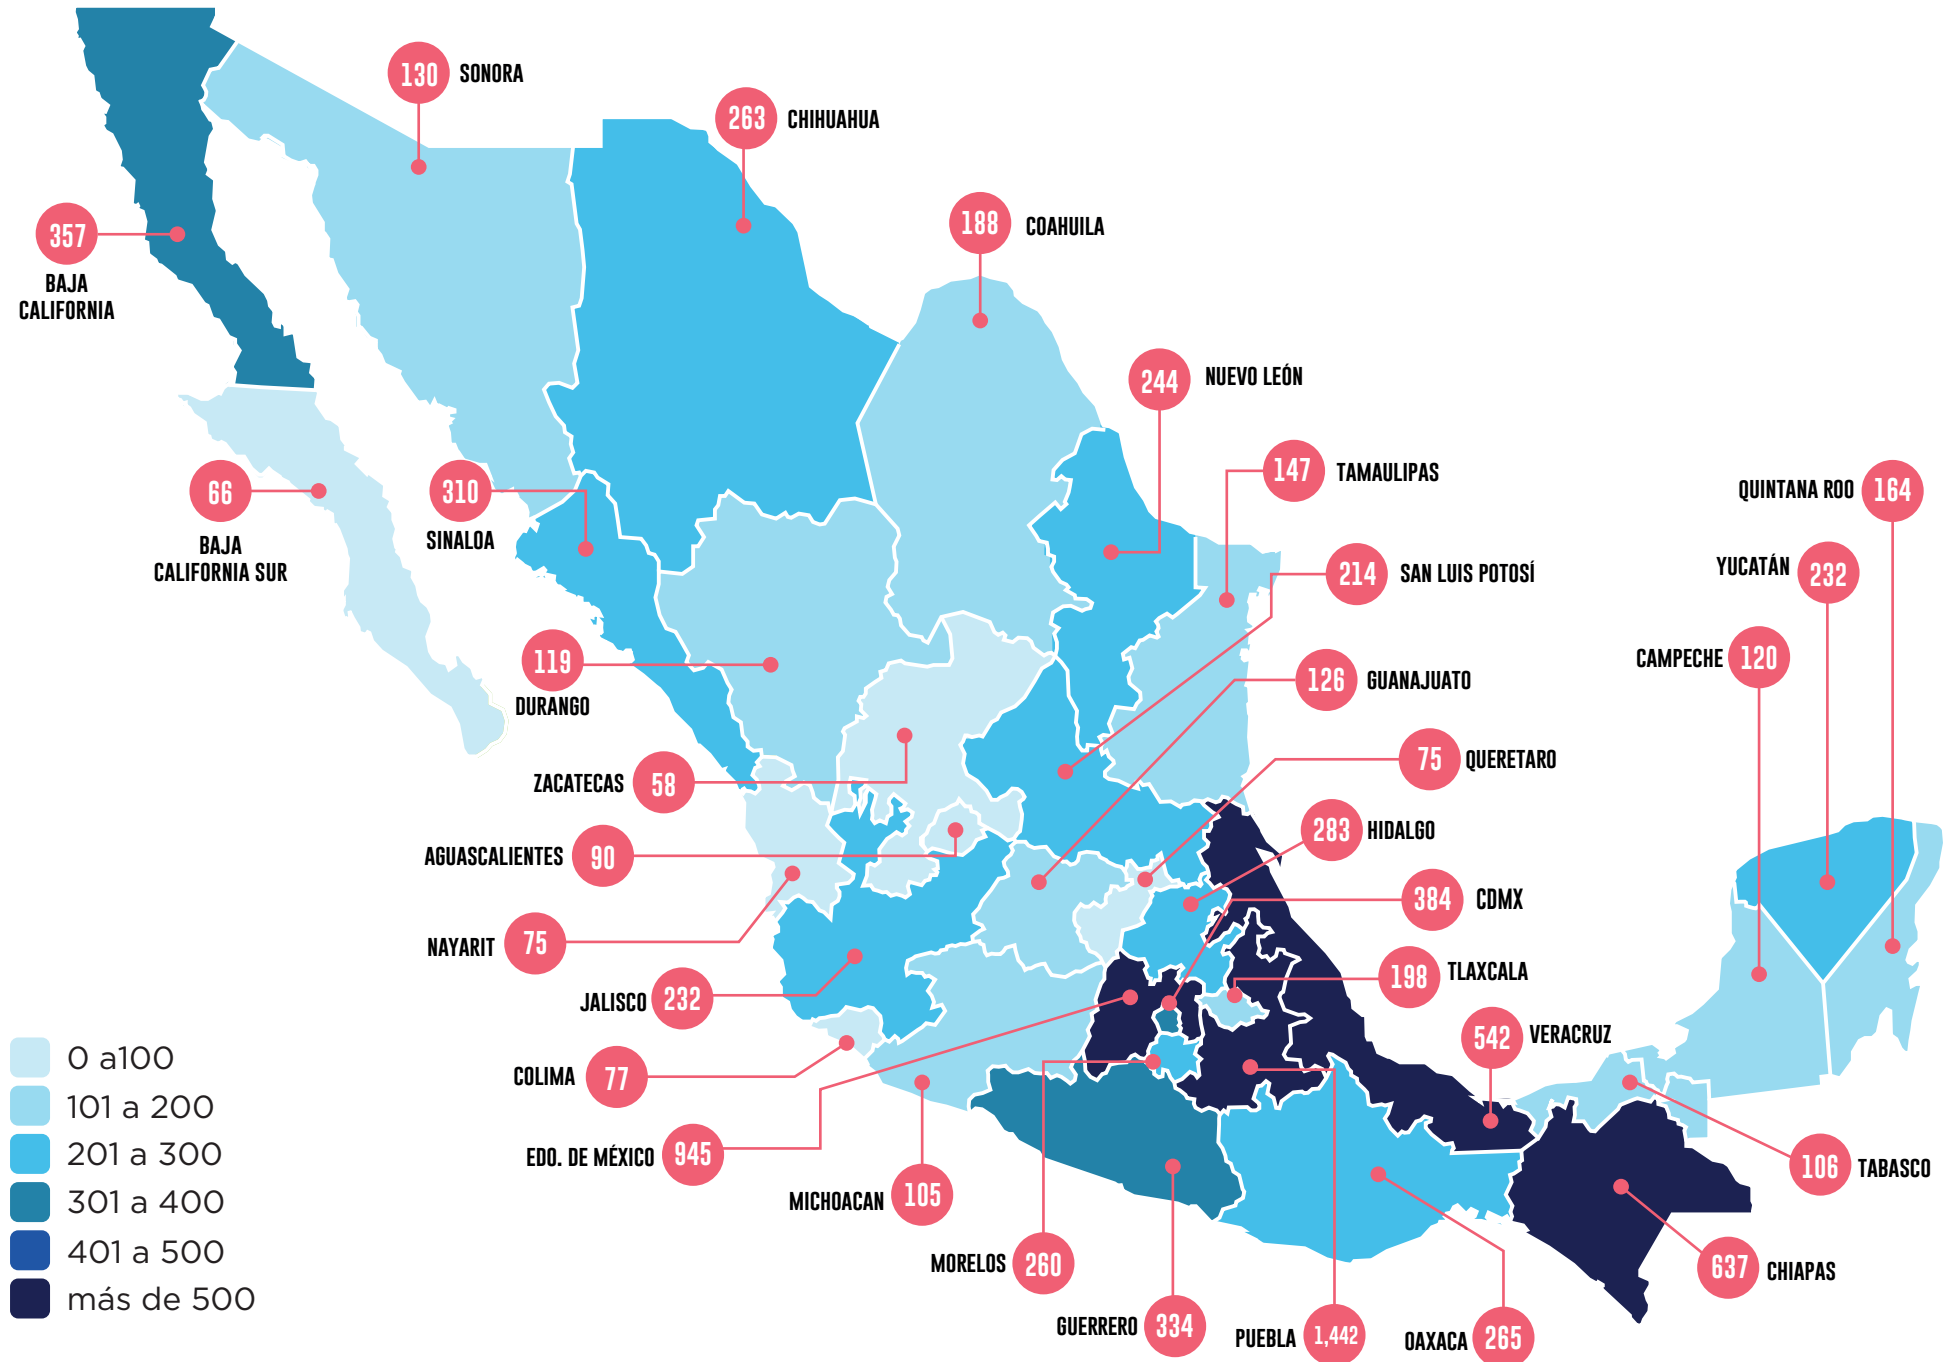 130 SONORA
263 CHIHUAHUA
357
BAJA
CALIFORNIA
188 COAHUILA
244 NUEVO LEÓN
147 TAMAULIPAS
66
BAJA
CALIFORNIA SUR
310
SINALOA
QUINTANA ROO 164
214 SAN LUIS POTOSÍ
YUCATÁN 232
119
DURANGO
126 GUANAJUATO
CAMPECHE 120
ZACATECAS 58
75 QUERETARO
AGUASCALIENTES 90
283 HIDALGO
384 CDMX
NAYARIT 75
198 TLAXCALA
JALISCO 232
542 VERACRUZ
COLIMA 77
EDO. DE MÉXICO 945
106 TABASCO
MICHOACAN 105
MORELOS 260
637 CHIAPAS
GUERRERO 334
PUEBLA 1,442
OAXACA 265
0 a100
101 a 200
201 a 300
301 a 400
401 a 500
más de 500